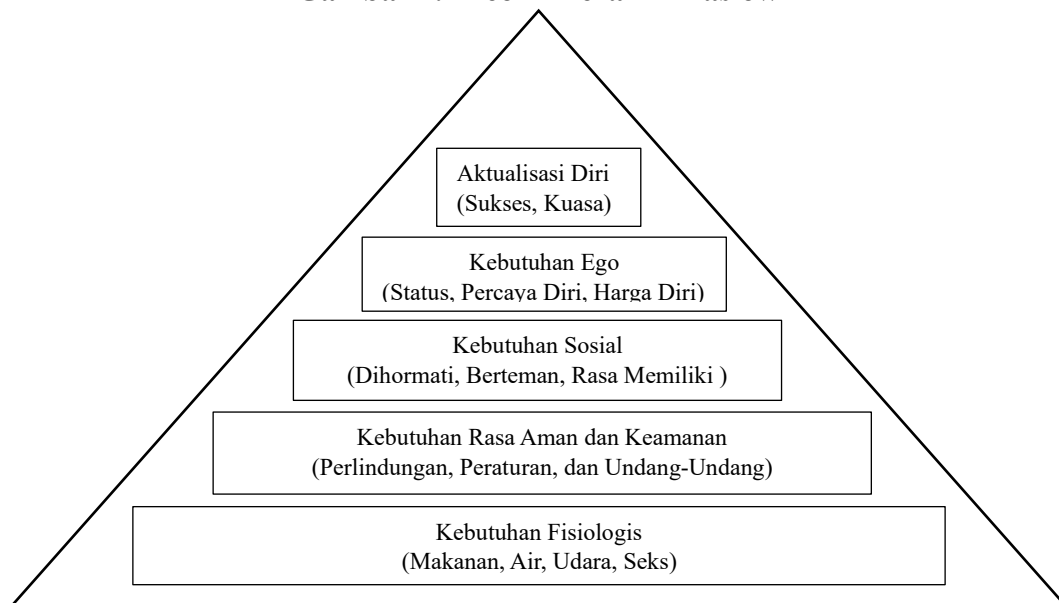 Aktualisasi Diri
(Sukses, Kuasa)
Kebutuhan Ego
(Status, Percaya Diri, Harga Diri)
Kebutuhan Sosial
(Dihormati, Berteman, Rasa Memiliki )
Kebutuhan Rasa Aman dan Keamanan
(Perlindungan, Peraturan, dan Undang-Undang)
Kebutuhan Fisiologis
(Makanan, Air, Udara, Seks)